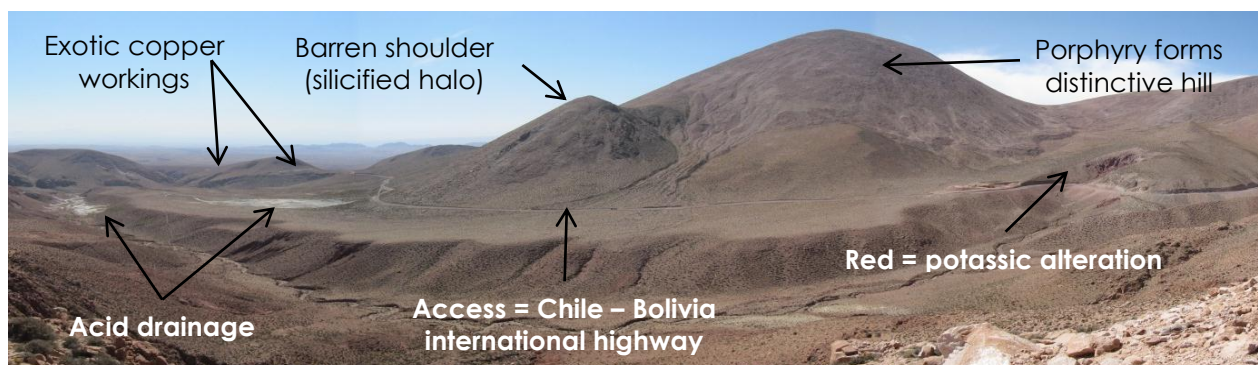 Exotic copper
workings
Barren shoulder
(silicified halo)
Porphyry forms
distinctive hill
Red = potassic alteration
Access = Chile – Bolivia
international highway
Acid drainage